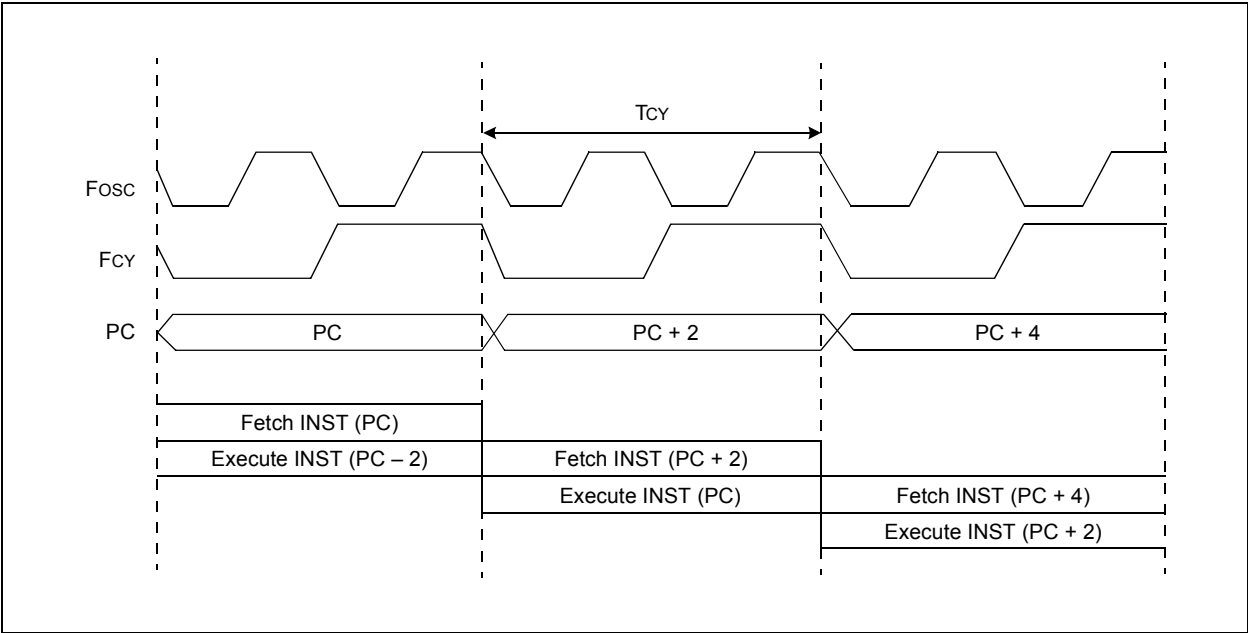 TCY
FOSC
FCY
PC PC PC + 2 PC + 4
Fetch INST (PC)
Execute INST (PC – 2) Fetch INST (PC + 2)
Execute INST (PC) Fetch INST (PC + 4)
Execute INST (PC + 2)